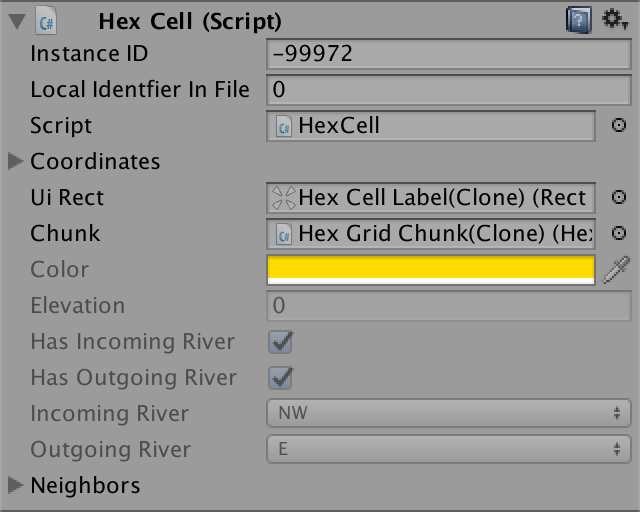 C# Hex Cell (Script)
Instance ID -99972
Local Identfier In File 0
Script C# HexCell
Coordinates
Ui Rect Hex Cell Label(Clone) (Rect
Chunk C# Hex Grid Chunk(Clone) (He
Color
Elevation 0
Has Incoming River
Has Outgoing River
Incoming River NW
Outgoing River E
Neighbors